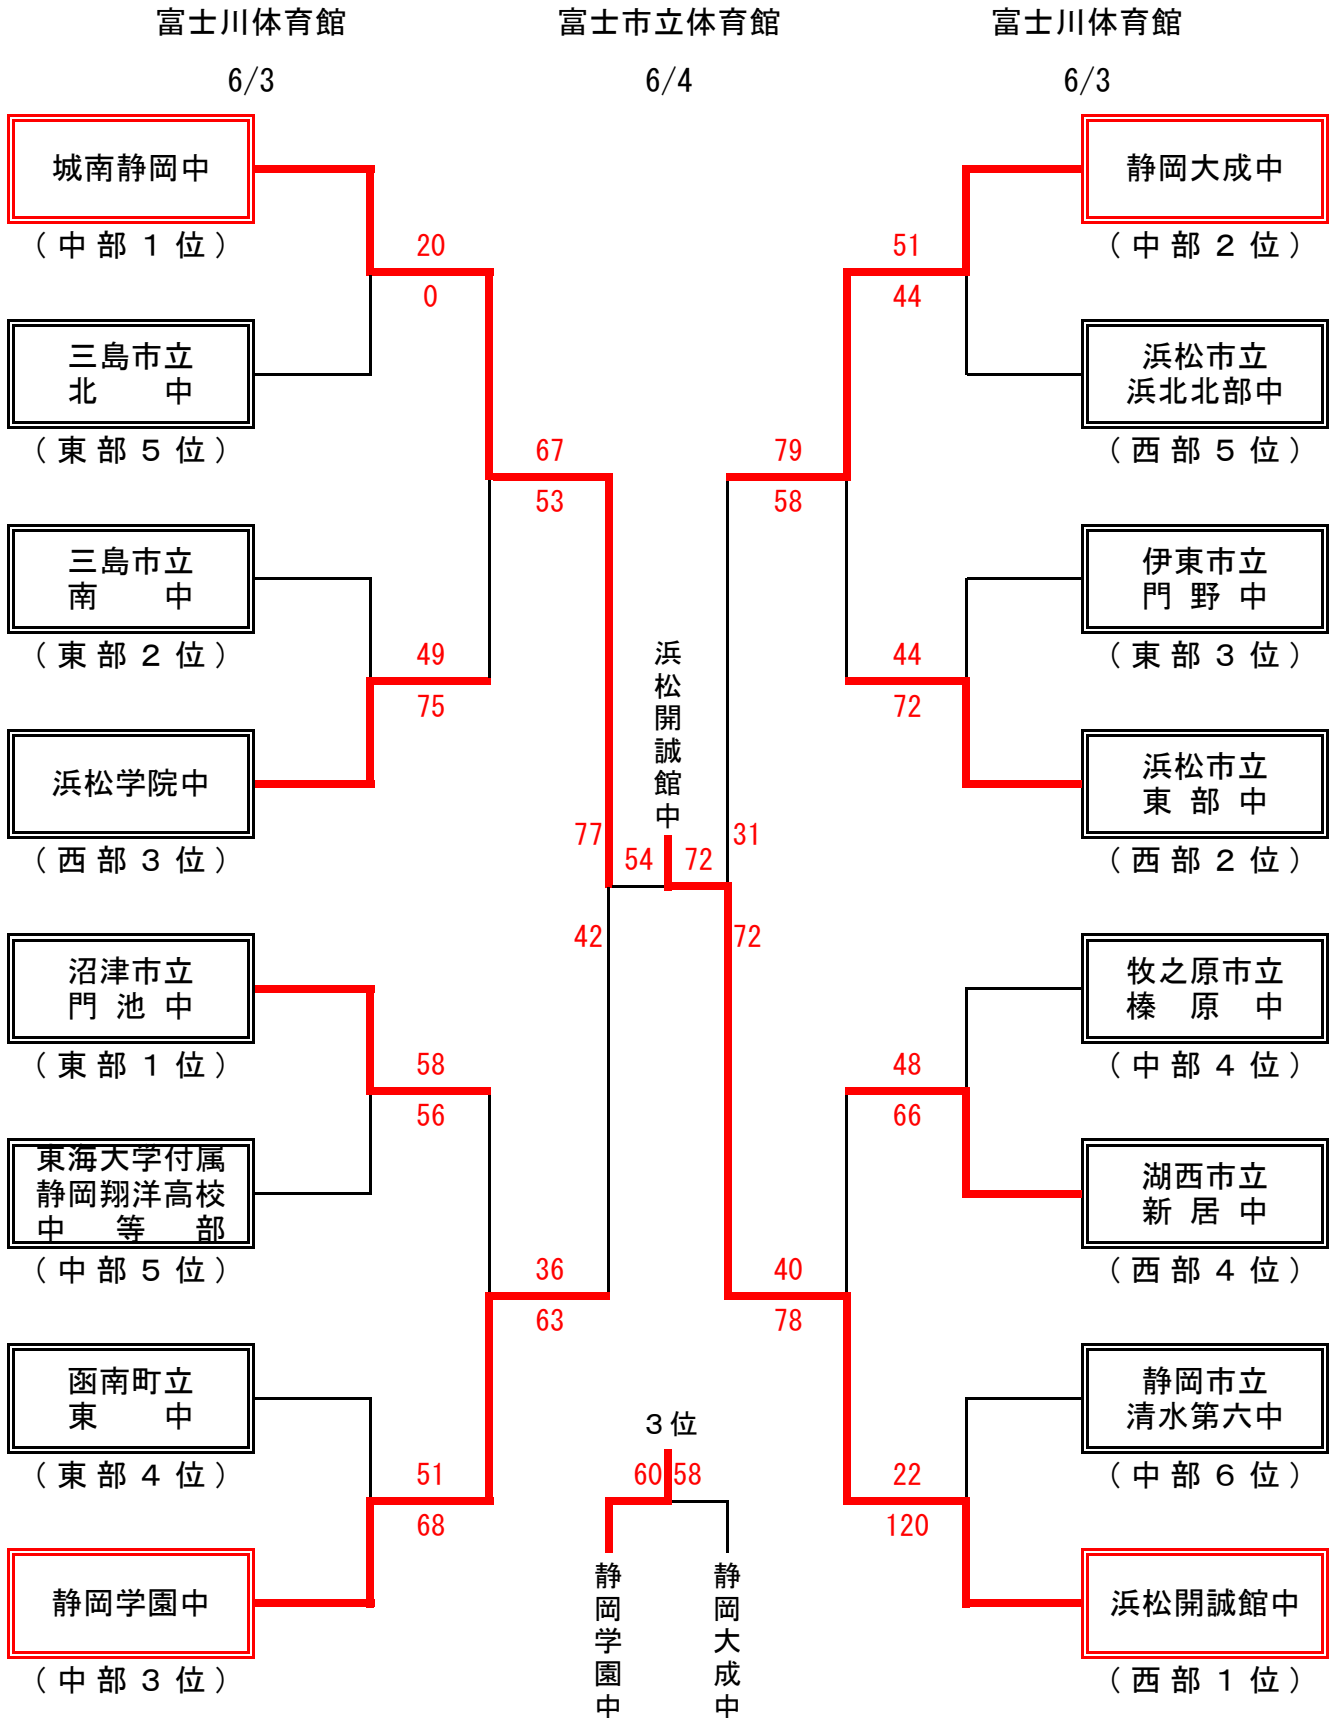 富士川体育館
6/3
富士市立体育館
6/4
富士川体育館
6/3
城南静岡中
(中部1位)
20
0
三島市立
北 中
(東部5位)
67
53
三島市立
南 中
(東部2位)
49
75
浜松学院中
(西部3位)
77
42
沼津市立
門池中
(東部1位)
58
56
東海大学付属
静岡翔洋高校
中等部
(中部5位)
36
63
函南町立
東 中
(東部4位)
51
68
静岡学園中
(中部3位)
浜松開誠館中
54 72
3位
60 58
静岡学園中
静岡大成中
静岡大成中
(中部2位)
51
44
浜松市立
浜北北部中
(西部5位)
79
58
伊東市立
門野中
(東部3位)
44
72
浜松市立
東部中
(西部2位)
31
72
牧之原市立
榛原中
(中部4位)
48
66
湖西市立
新居中
(西部4位)
40
78
静岡市立
清水第六中
(中部6位)
22
120
浜松開誠館中
(西部1位)